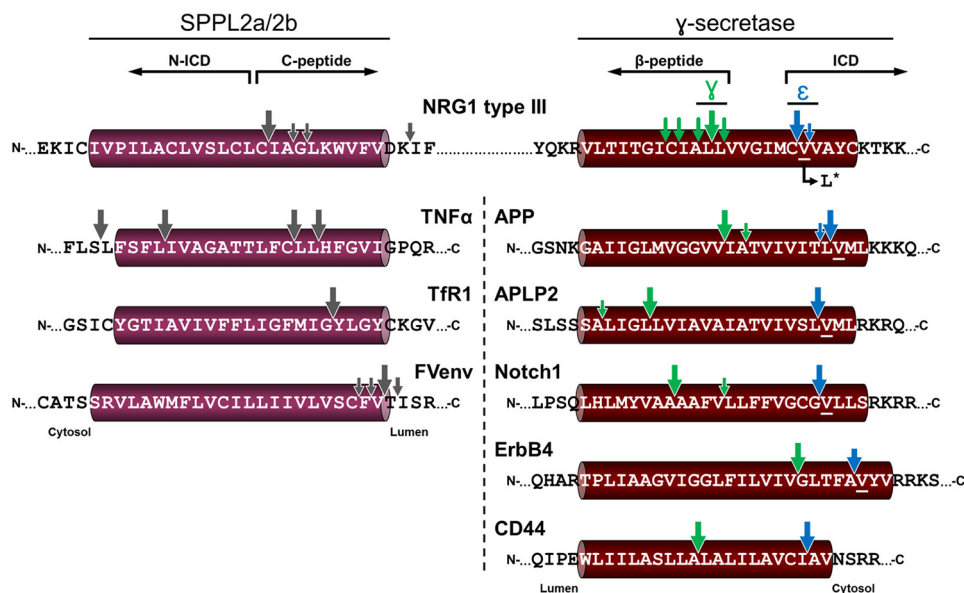 SPPL2a/2b
γ-secretase
N-ICD
C-peptide
β-peptide
ICD
NRG1 type III
γ
ε
N-...EKICIVPILACLVSLCLCIAGLKWVFVDKIF........................YQKRVLTITGICIALLVVGIMCVVAYCKTKK...-C
L*
TNFα
N-...FLSLFSFLIVAGATTLFCLLHFGVIGPQR...-C
APP
N-...GSNKGAIIGLMVGGVVIATVIVITLVMLKKKQ...-C
TfR1
N-...GSICYGTIAVIVFFLIGFMIGYLGYCKGV...-C
APLP2
N-...SLSSSALIGLLVIAVAIATVIVSLVMLRKRQ...-C
FVenv
N-...CATSSRVLAWMFLVCILLIIVLVSCFVTISR...-C
Cytosol
Lumen
Notch1
N-...LPSQLHLMYVAAAAFVLLFFVGCGVLLSRKRR...-C
ErbB4
N-...QHARTPLIAAGVIGGLFILVIVGLTFAVYVRRKS...-C
CD44
N-...QIPEWLIILASLLALALILAVCIAVNSRR...-C
Lumen
Cytosol